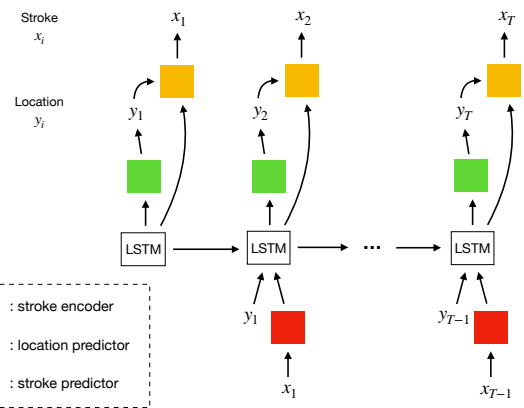 Stroke
x_i
x_1
x_2
x_T
Location
y_i
y_1
y_2
y_T
LSTM
LSTM
...
LSTM
y_1
y_{T−1}
x_1
x_{T−1}
: stroke encoder
: location predictor
: stroke predictor